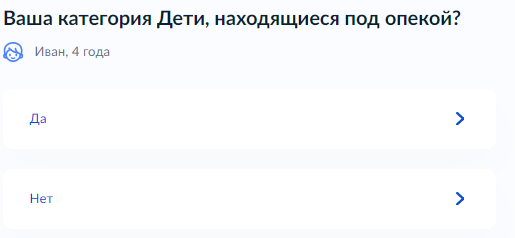 Ваша категория Дети, находящиеся под опекой?
Иван, 4 года
Да
Нет